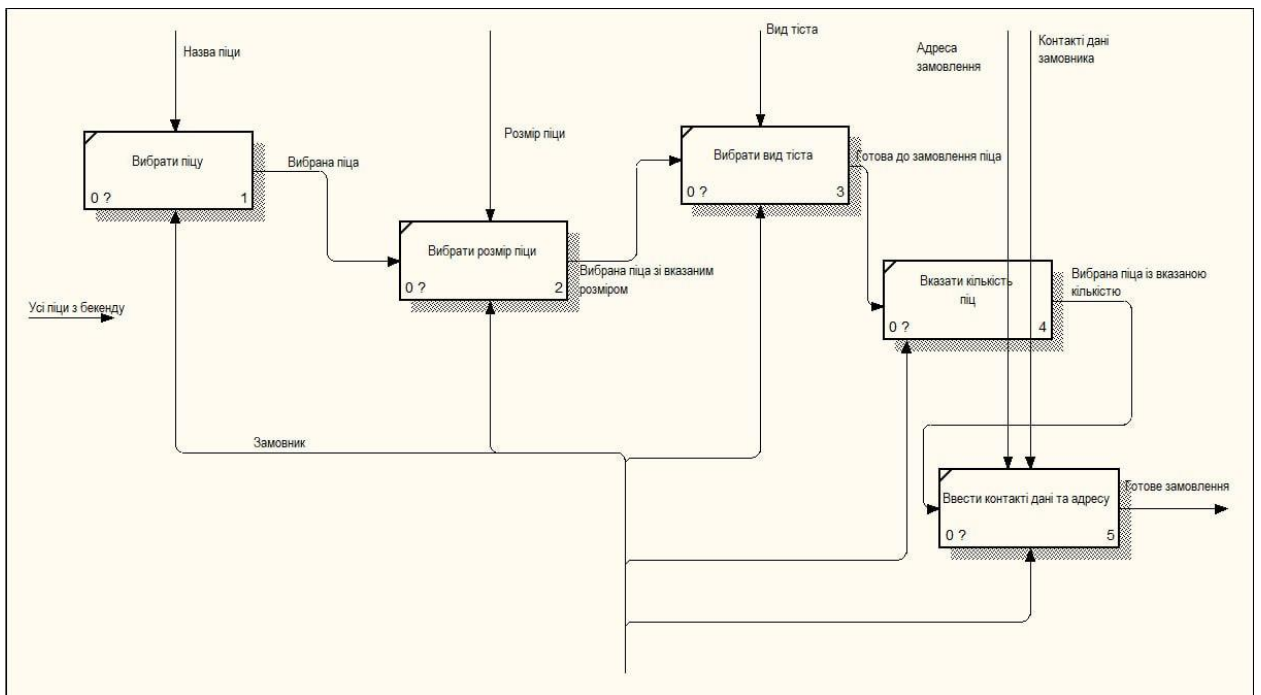 Назва піци
Розмір піци
Вид тіста
Адреса
замовлення
Контакті дані
замовника
Вибрати піцу
0 ?
1
Вибрана піца
Вибрати розмір піци
0 ?
2
Вибрана піца зі вказаним
розміром
Вибрати вид тіста
0 ?
3
Готова до замовлення піца
Вказати кількість
піц
0 ?
4
Вибрана піца із вказаною
кількістю
Усі піци з бекенду
Замовник
Ввести контакті дані та адресу
0 ?
5
Готове замовлення